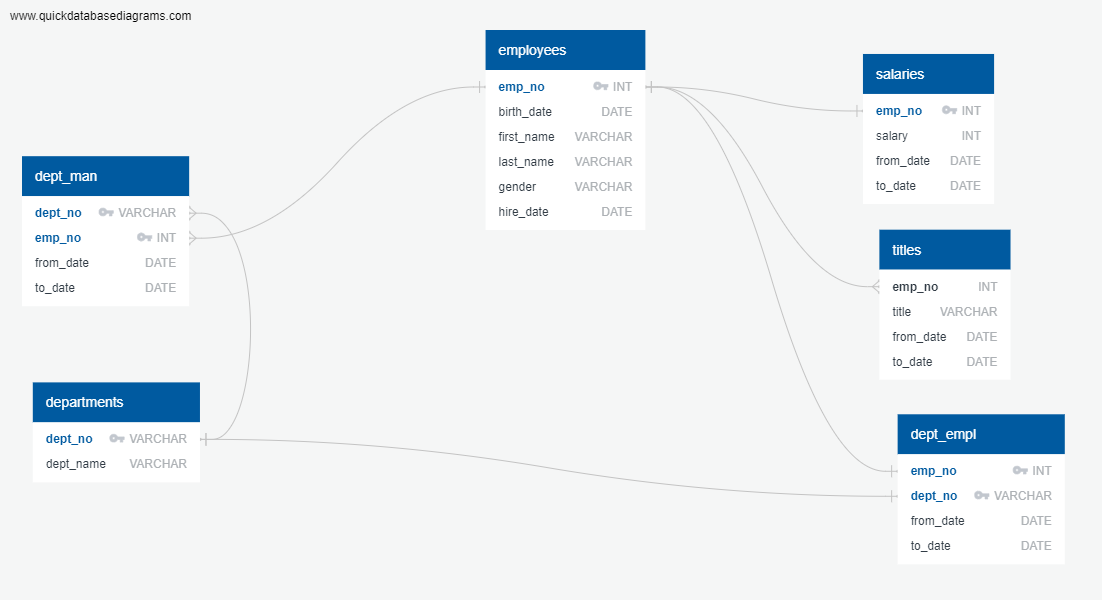 www.quickdatabasediagrams.com
employees
emp_no INT
birth_date DATE
first_name VARCHAR
last_name VARCHAR
gender VARCHAR
hire_date DATE
salaries
emp_no INT
salary INT
from_date DATE
to_date DATE
dept_man
dept_no VARCHAR
emp_no INT
from_date DATE
to_date DATE
titles
emp_no INT
title VARCHAR
from_date DATE
to_date DATE
departments
dept_no VARCHAR
dept_name VARCHAR
dept_empl
emp_no INT
dept_no VARCHAR
from_date DATE
to_date DATE